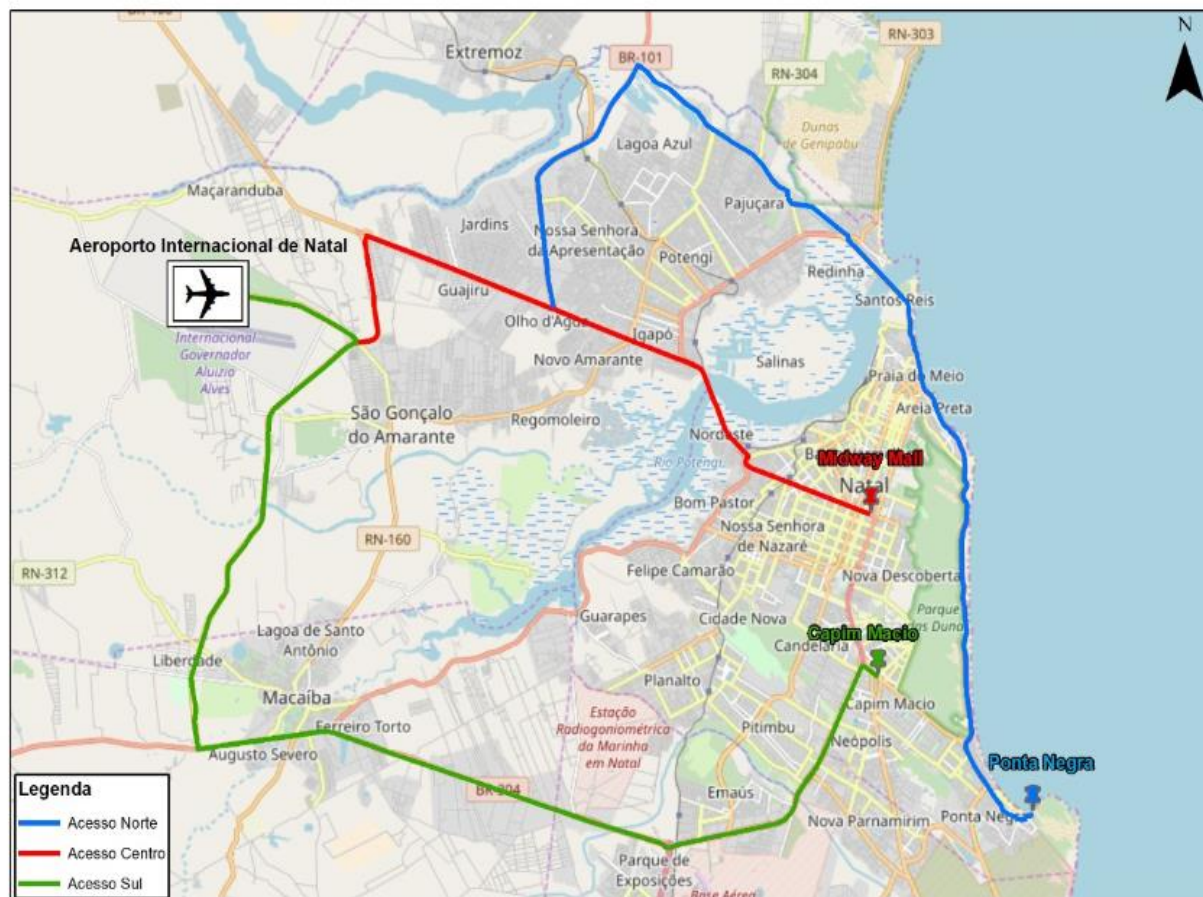 N
BR-101
RN-303
Extremoz
RN-304
Dunas
de Genipabu
Lagoa Azul
Maçaranduba
Pajuçara
Jardins
Nossa Senhora
da Apresentação
Aeroporto Internacional de Natal
Potengi
Redinha
Guajiru
Santos Reis
Olho d'Água
Igapó
Internacional
Governador
Aluizio
Alves
Novo Amarante
Salinas
Praia do Meio
São Gonçalo
do Amarante
Regomoleiro
Areia Preta
Nordeste
Midway Mall
Rio Potengi
Natal
Bom Pastor
Nossa Senhora
de Nazaré
RN-160
RN-312
Felipe Camarão
Nova Descoberta
Guarapes
Cidade Nova
Parque
das Dunas
Lagoa de Santo
Antônio
Capim Macio
Candelária
Liberdade
Planalto
Macaíba
Capim Macio
Estação
Radiogoniométrica
da Marinha
em Natal
Pitimbu
Ferreiro Torto
Neópolis
Augusto Severo
Ponta Negra
BR-304
Emaús
Nova Parnamirim
Ponta Negra
Parque de
Exposições
Base Aérea
Legenda
Acesso Norte
Acesso Centro
Acesso Sul